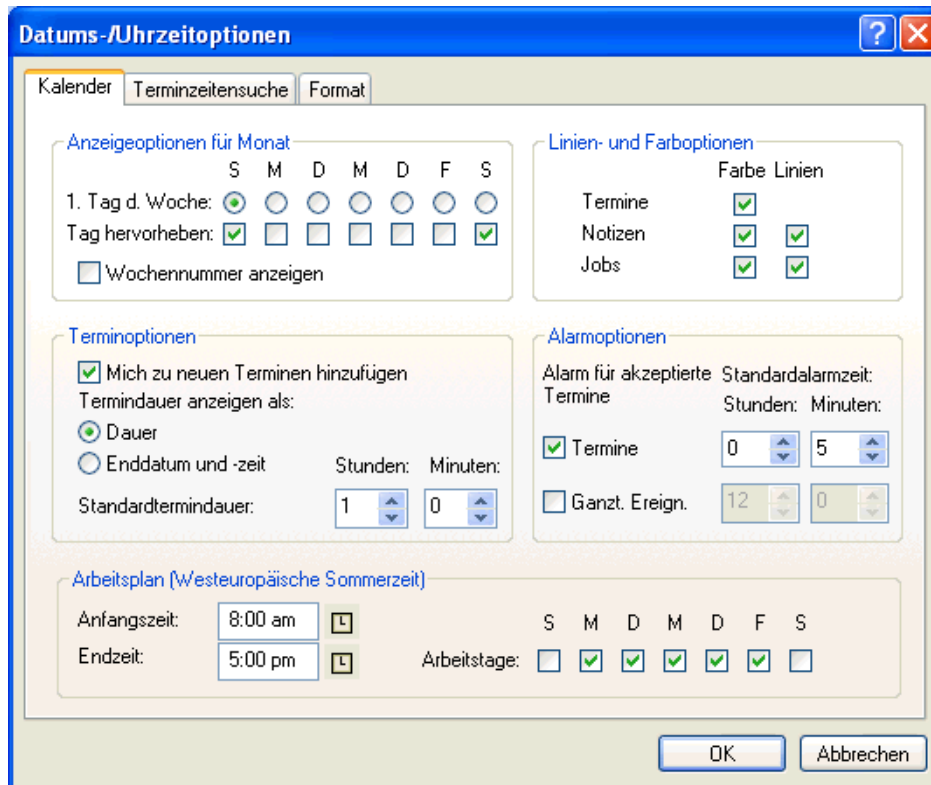 Datums-/Uhrzeitoptionen
Kalender Terminzeitensuche Format
Anzeigeoptionen für Monat
S M D M D F S
1. Tag d. Woche:
Tag hervorheben:
Wochennummer anzeigen
Linien- und Farboptionen
Farbe Linien
Termine
Notizen
Jobs
Terminoptionen
Mich zu neuen Terminen hinzufügen
Termindauer anzeigen als:
Dauer
Enddatum und -zeit
Stunden: Minuten:
Standardtermindauer: 1 0
Alarmoptionen
Alarm für akzeptierte Termine
Standardalarmzeit:
Stunden: Minuten:
Termine 0 5
Ganzt. Ereign. 12 0
Arbeitsplan (Westeuropäische Sommerzeit)
Anfangszeit: 8:00 am
Endzeit: 5:00 pm
S M D M D F S
Arbeitstage:
OK Abbrechen